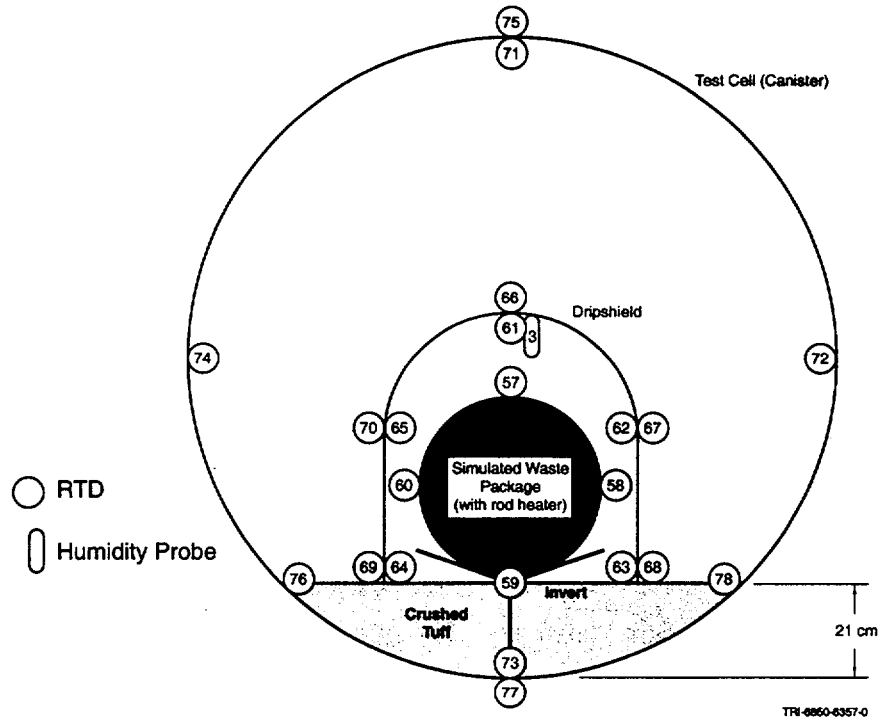 75
71
Test Cell (Canister)
66
Dripshield
61
3
74
72
57
70
65
62
67
Simulated Waste
Package
(with rod heater)
60
58
RTD
Humidity Probe
69
64
63
68
76
59
78
Invert
Crushed
Tuff
21 cm
73
77
TRI-6850-6357-0